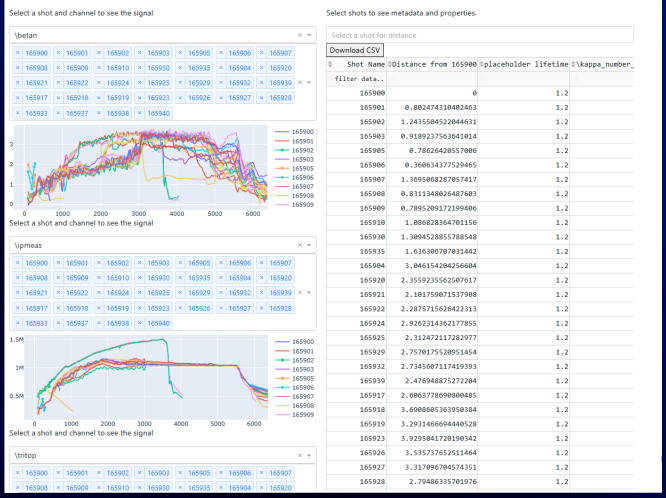 Select a shot and channel to see the signal
\betan
× 165900 × 165901 × 165902 × 165903 × 165905 × 165906 × 165907
× 165908 × 165909 × 165910 × 165930 × 165935 × 165904 × 165920
× 165921 × 165922 × 165924 × 165925 × 165929 × 165932 × 165939
× 165917 × 165918 × 165919 × 165923 × 165926 × 165927 × 165928
× 165933 × 165937 × 165938 × 165940
3
2
1
0
0 1000 2000 3000 4000 5000 6000
165900
165901
165902
165903
165905
165906
165907
165908
165909
Select a shot and channel to see the signal
\ipmeas
× 165900 × 165901 × 165902 × 165903 × 165905 × 165906 × 165907
× 165908 × 165909 × 165910 × 165930 × 165935 × 165904 × 165920
× 165921 × 165922 × 165924 × 165925 × 165929 × 165932 × 165939
× 165917 × 165918 × 165919 × 165923 × 165926 × 165927 × 165928
× 165933 × 165937 × 165938 × 165940
1.5M
1M
0.5M
0 1000 2000 3000 4000 5000 6000
165900
165901
165902
165903
165905
165906
165907
165908
165909
Select a shot and channel to see the signal
\tritop
× 165900 × 165901 × 165902 × 165903 × 165905 × 165906 × 165907
× 165908 × 165909 × 165910 × 165930 × 165935 × 165904 × 165920
Select shots to see metadata and properties.
Select a shot for distance
Download CSV
Shot Name Distance from 165900 placeholder lifetime \kappa_number_
filter data..
165900 0 1.2
165901 0.802474310402463 1.2
165902 1.2435504522044631 1.2
165903 0.9189237563641014 1.2
165905 0.78626420557006 1.2
165906 0.360634377529465 1.2
165907 1.3695068287057417 1.2
165908 0.8311348026487603 1.2
165909 0.7895209172199406 1.2
165910 1.086828364701156 1.2
165930 1.3094528855788548 1.2
165935 1.636306707031442 1.2
165904 3.046154204256604 1.2
165920 2.3559235562507617 1.2
165921 2.101759071537908 1.2
165922 2.2875715626422313 1.2
165924 2.9262314362177855 1.2
165925 2.312472117282977 1.2
165929 2.7570175520951454 1.2
165932 2.7345607117419393 1.2
165939 2.476948875272204 1.2
165917 2.6063778690800485 1.2
165918 3.6908605363950384 1.2
165919 3.2931466694440528 1.2
165923 3.9295041720190342 1.2
165926 3.535737652511464 1.2
165927 3.317096704574351 1.2
165928 2.79486335701976 1.2